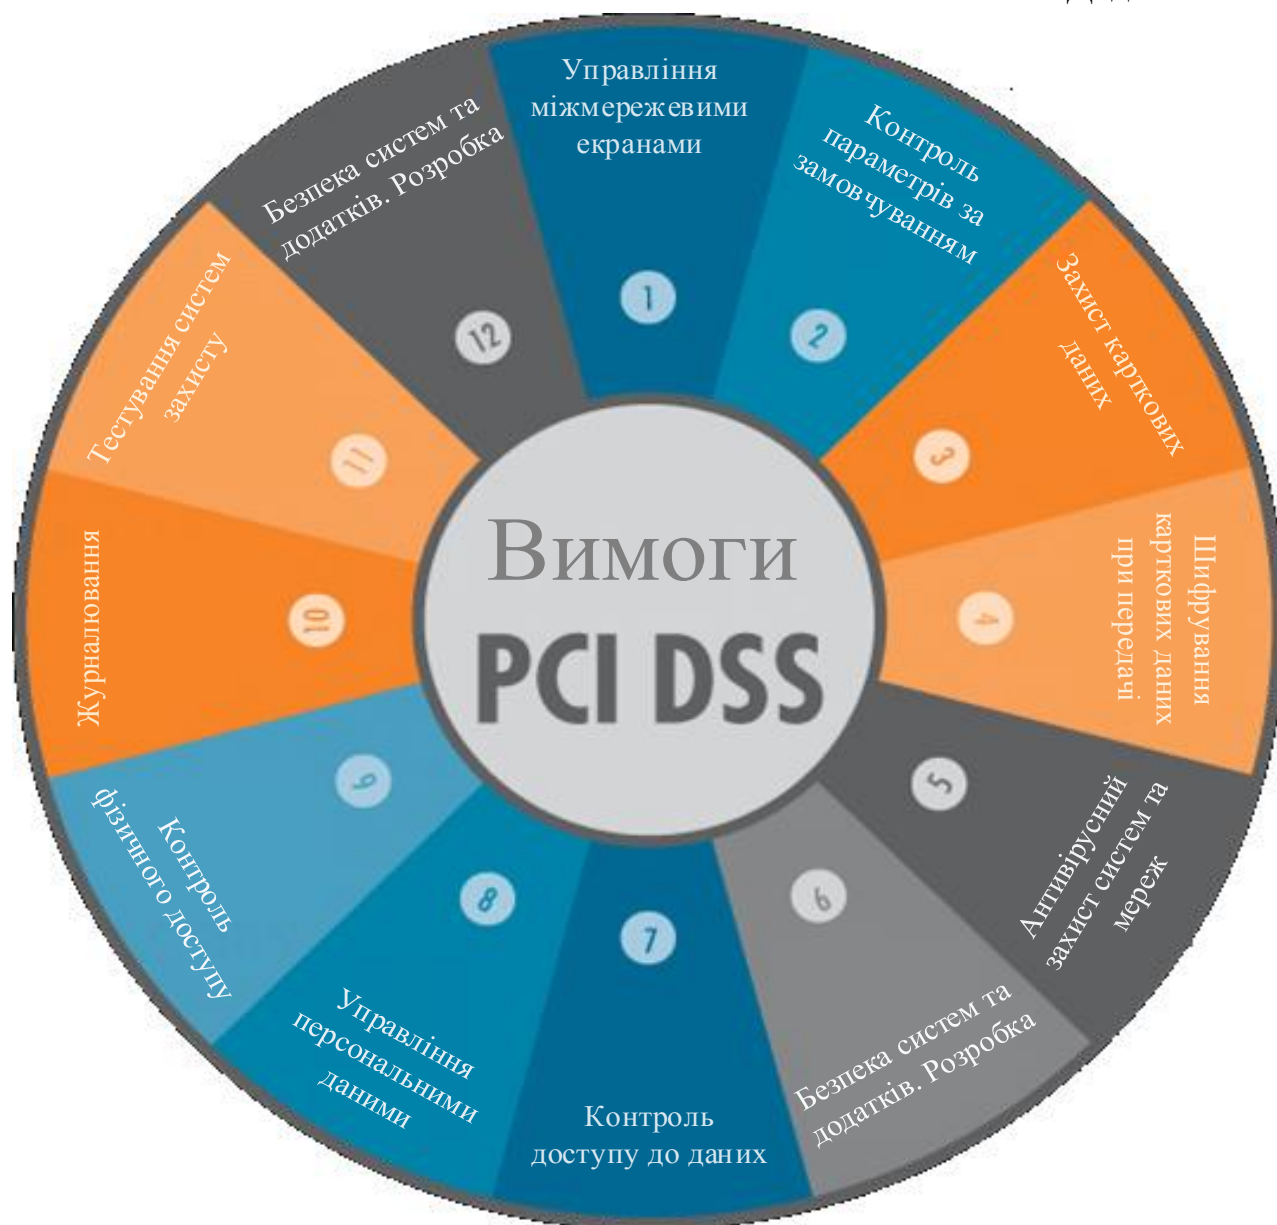 Управління
міжмережевими
екранами
1
Контроль
параметрів за
замовчуванням
2
Захист карткових
даних
3
Шифрування
карткових даних
при передачі
4
Антивірусний
захист систем та
мереж
5
Безпека систем та
додатків. Розробка
6
Контроль
доступу до даних
7
Управління
персональними
даними
8
Контроль
фізичного доступу
9
Журналювання
10
Тестування систем
захисту
11
Безпека систем та
додатків. Розробка
12
Вимоги
PCI DSS